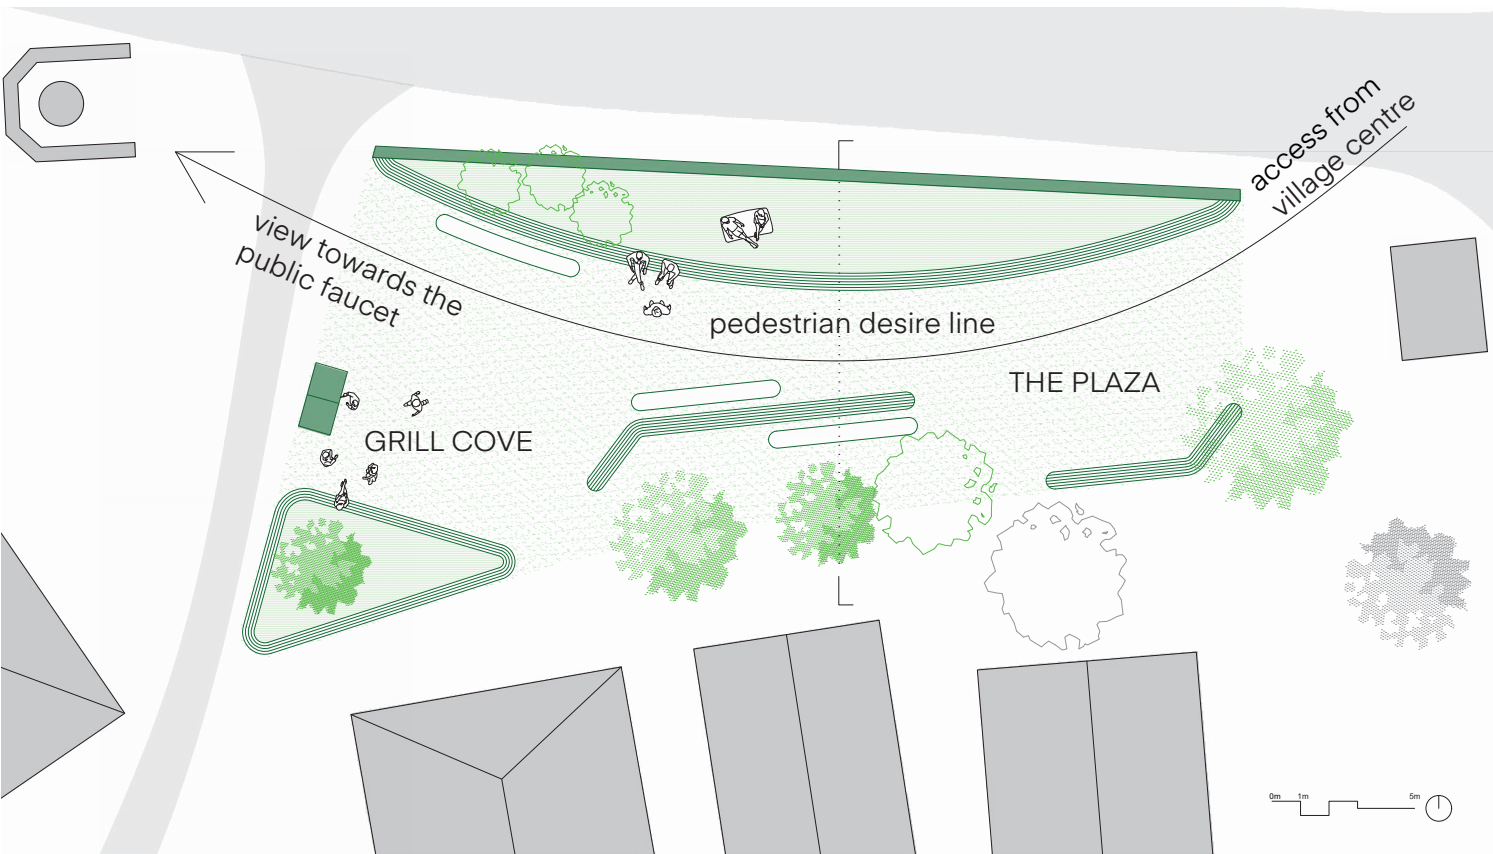 access from
village centre
view towards the
public faucet
pedestrian desire line
THE PLAZA
GRILL COVE
0m 1m 5m